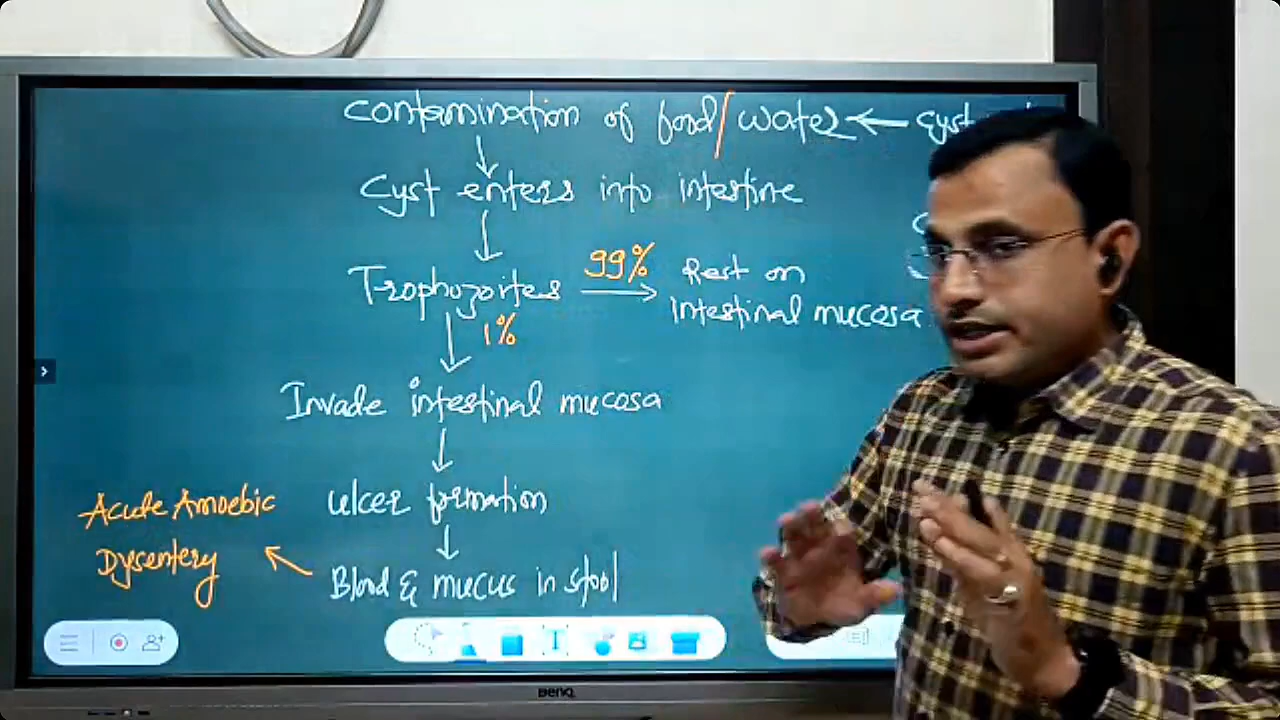 Contamination of food/water ← cyst
Cyst enters into intestine
Trophozoites 99% → Rest on
intestinal mucosa
1%
Invade intestinal mucosa
Ulcer formation
Acute Amoebic
Dysentery
Blood & mucus in stool
BenQ